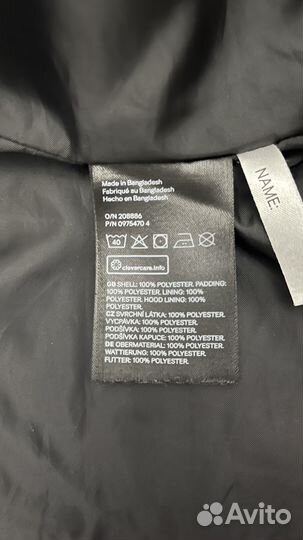 Made in Bangladesh
Fabriqué au Bangladesh
Hecho en Bangladesh
O/N 208886
P/N 0975470 4
40
clevercare.info
GB SHELL: 100% POLYESTER. PADDING:
100% POLYESTER. LINING: 100%
POLYESTER. HOOD LINING: 100%
POLYESTER.
CZ SVRCHNÍ LÁTKA: 100% POLYESTER.
VYCPÁVKA: 100% POLYESTER.
PODŠÍVKA: 100% POLYESTER.
PODŠÍVKA KAPUCE: 100% POLYESTER.
DE OBERMATERIAL: 100% POLYESTER.
WATTIERUNG: 100% POLYESTER.
FUTTER: 100% POLYESTER.
NAME:
Avito